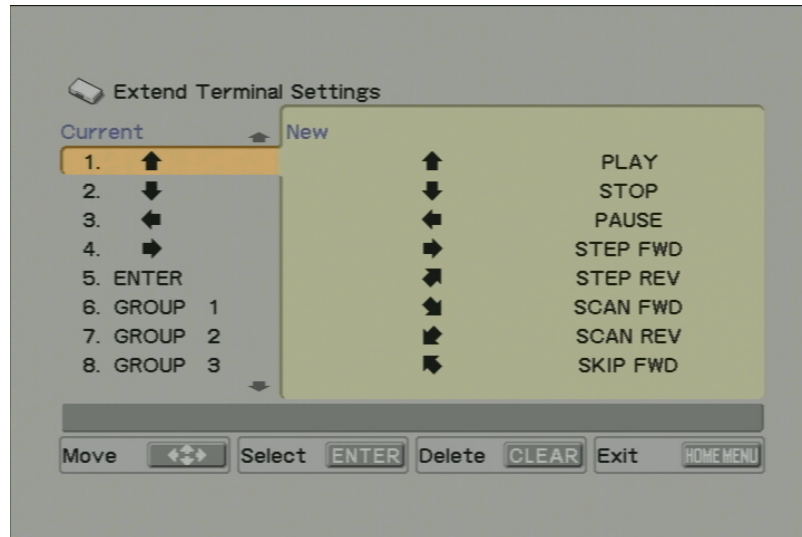 Extend Terminal Settings
Current New
1. ⬆ ⬆ PLAY
2. ⬇ ⬇ STOP
3. ⬅ ⬅ PAUSE
4. ➡ ➡ STEP FWD
5. ENTER ⬈ STEP REV
6. GROUP 1 ⬊ SCAN FWD
7. GROUP 2 ⬋ SCAN REV
8. GROUP 3 ⬉ SKIP FWD
Move Select ENTER Delete CLEAR Exit HOME MENU